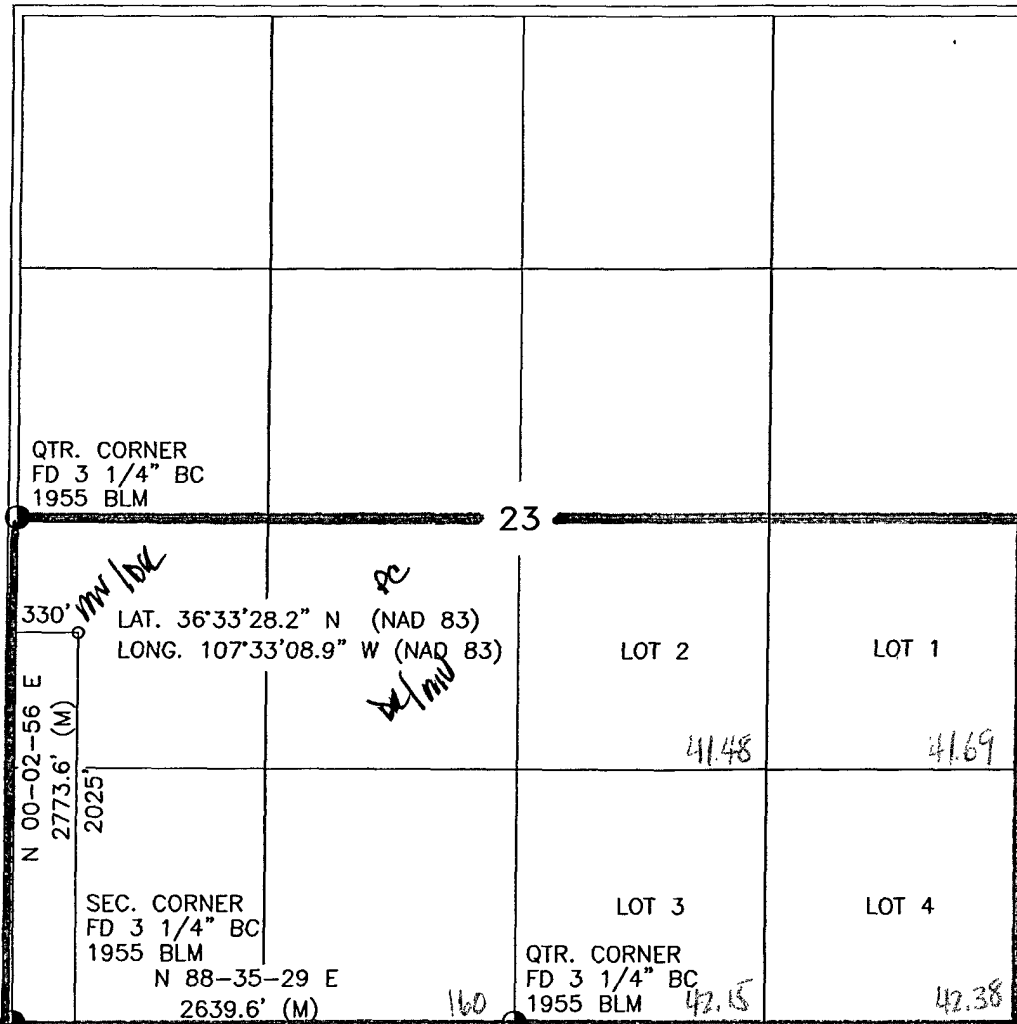 QTR. CORNER
FD 3 1/4" BC
1955 BLM
23
330'
PC
LAT. 36°33'28.2" N (NAD 83)
LONG. 107°33'08.9" W (NAD 83)
LOT 2
LOT 1
41.48
41.69
N 00-02-56 E
2773.6' (M)
2025'
SEC. CORNER
FD 3 1/4" BC
1955 BLM
N 88-35-29 E
2639.6' (M)
160
LOT 3
LOT 4
QTR. CORNER
FD 3 1/4" BC
1955 BLM
42.15
42.38